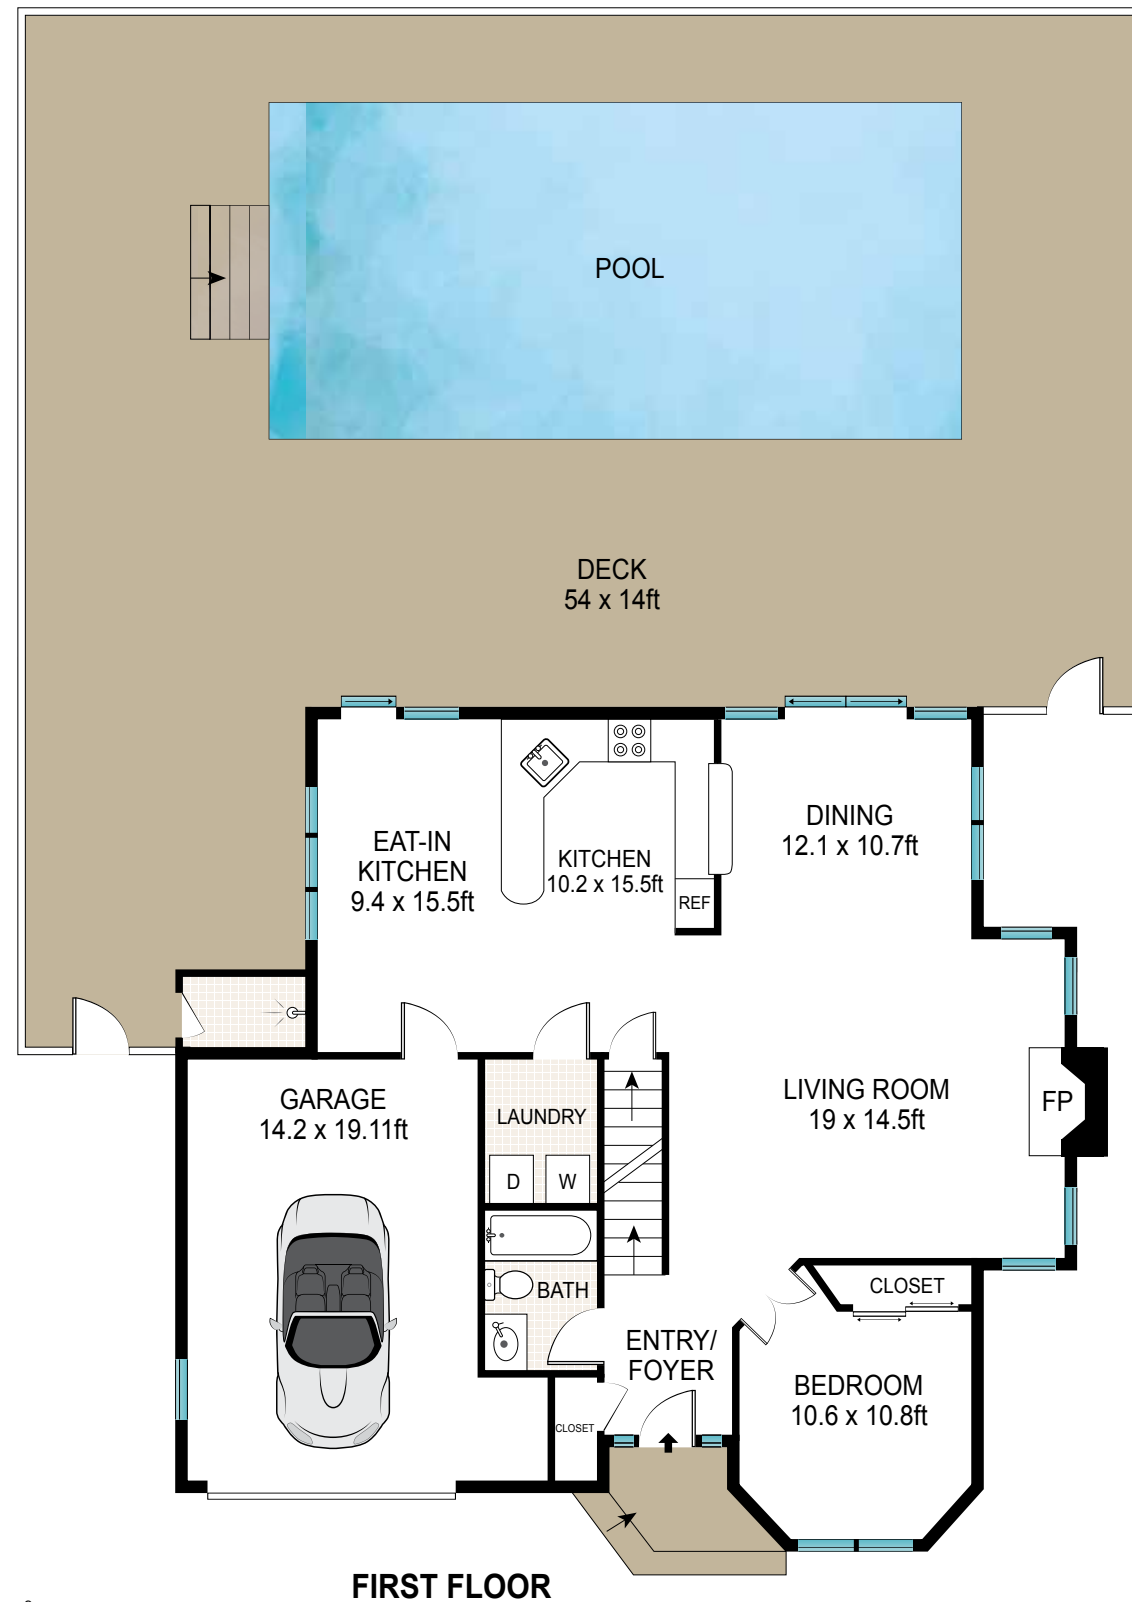 POOL
DECK
54 x 14ft
EAT-IN
KITCHEN
9.4 x 15.5ft
KITCHEN
10.2 x 15.5ft
REF
DINING
12.1 x 10.7ft
GARAGE
14.2 x 19.11ft
LAUNDRY
D
W
LIVING ROOM
19 x 14.5ft
FP
BATH
CLOSET
ENTRY/
FOYER
BEDROOM
10.6 x 10.8ft
CLOSET
FIRST FLOOR